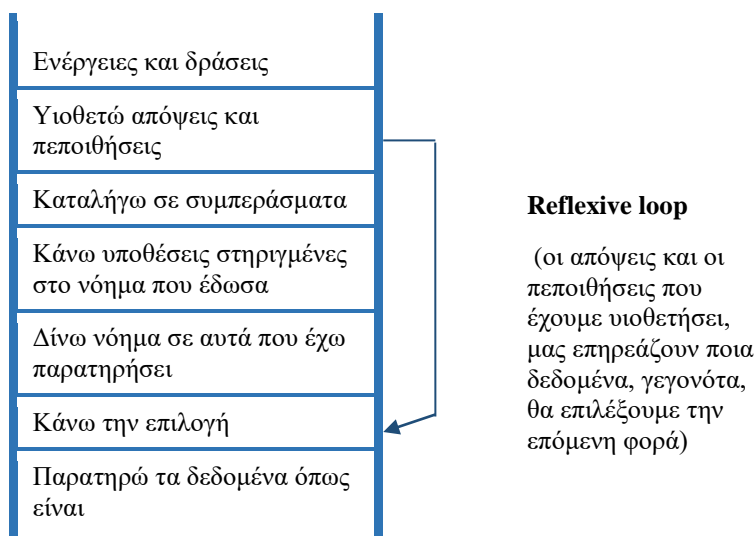 Ενέργειες και δράσεις
Υιοθετώ απόψεις και
πεποιθήσεις
Καταλήγω σε συμπεράσματα
Κάνω υποθέσεις στηριγμένες
στο νόημα που έδωσα
Δίνω νόημα σε αυτά που έχω
παρατηρήσει
Κάνω την επιλογή
Παρατηρώ τα δεδομένα όπως
είναι
Reflexive loop
(οι απόψεις και οι
πεποιθήσεις που
έχουμε υιοθετήσει,
μας επηρεάζουν ποια
δεδομένα, γεγονότα,
θα επιλέξουμε την
επόμενη φορά)